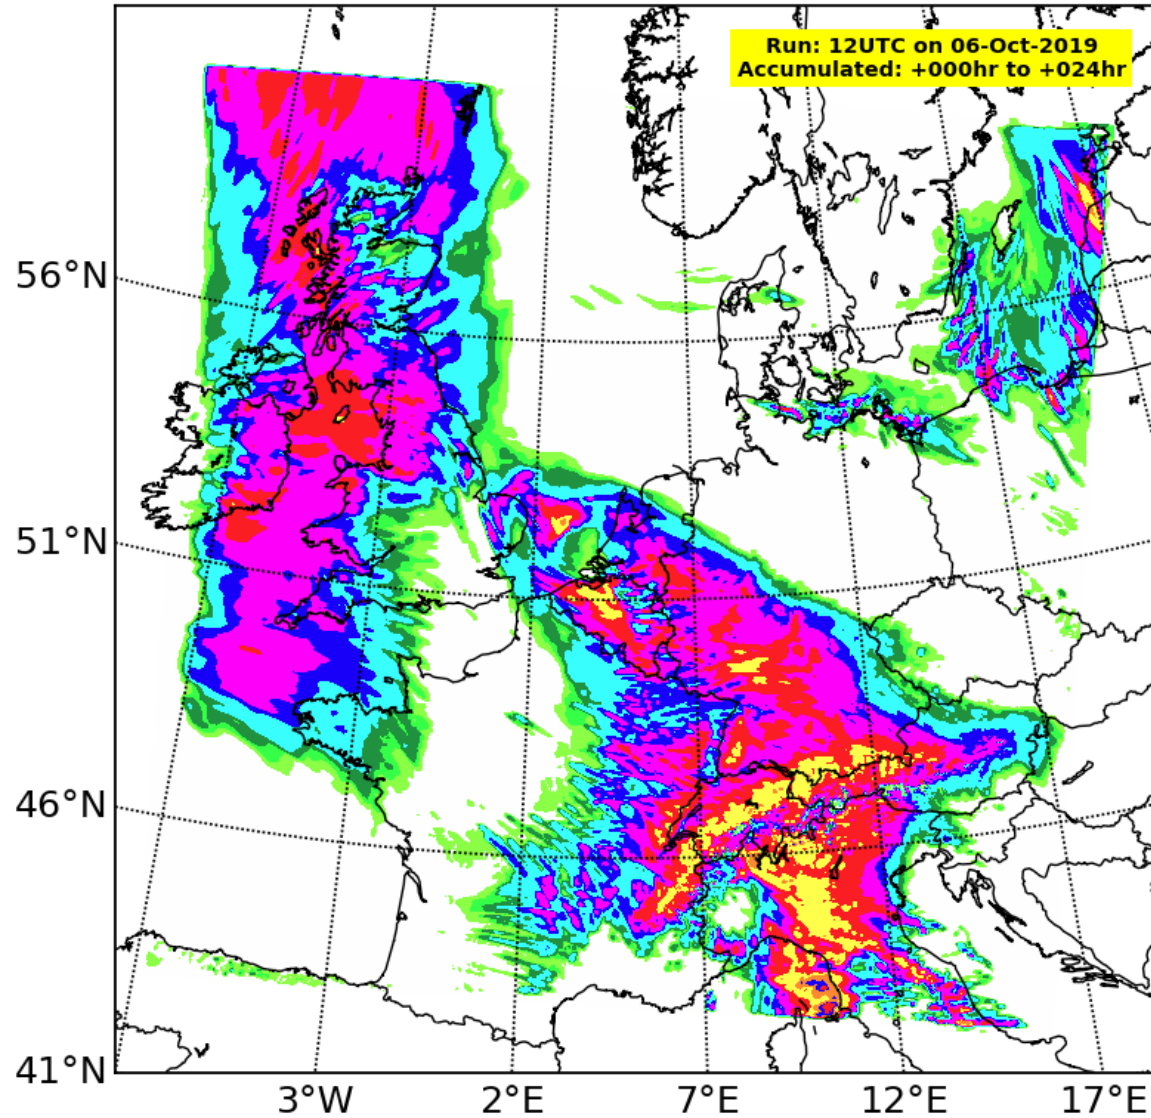 Run: 12UTC on 06-Oct-2019
Accumulated: +000hr to +024hr
56°N
51°N
46°N
41°N
3°W
2°E
7°E
12°E
17°E